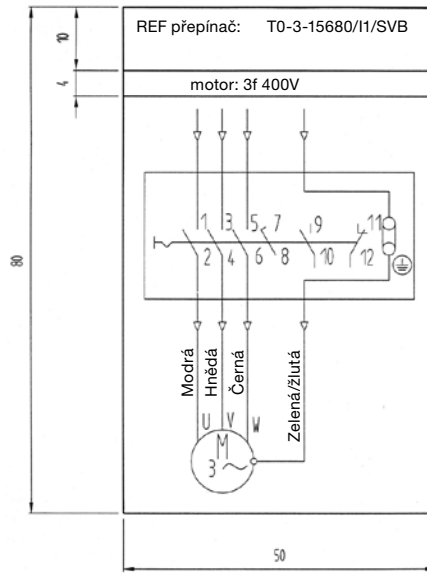 REF přepínač: T0-3-15680/I1/SVB
motor: 3f 400V
10
4
80
1 3 5 7 9 11
2 4 6 8 10 12
Modrá
Hnědá
Černá
Zelená/žlutá
U V W
M
3 ~
50